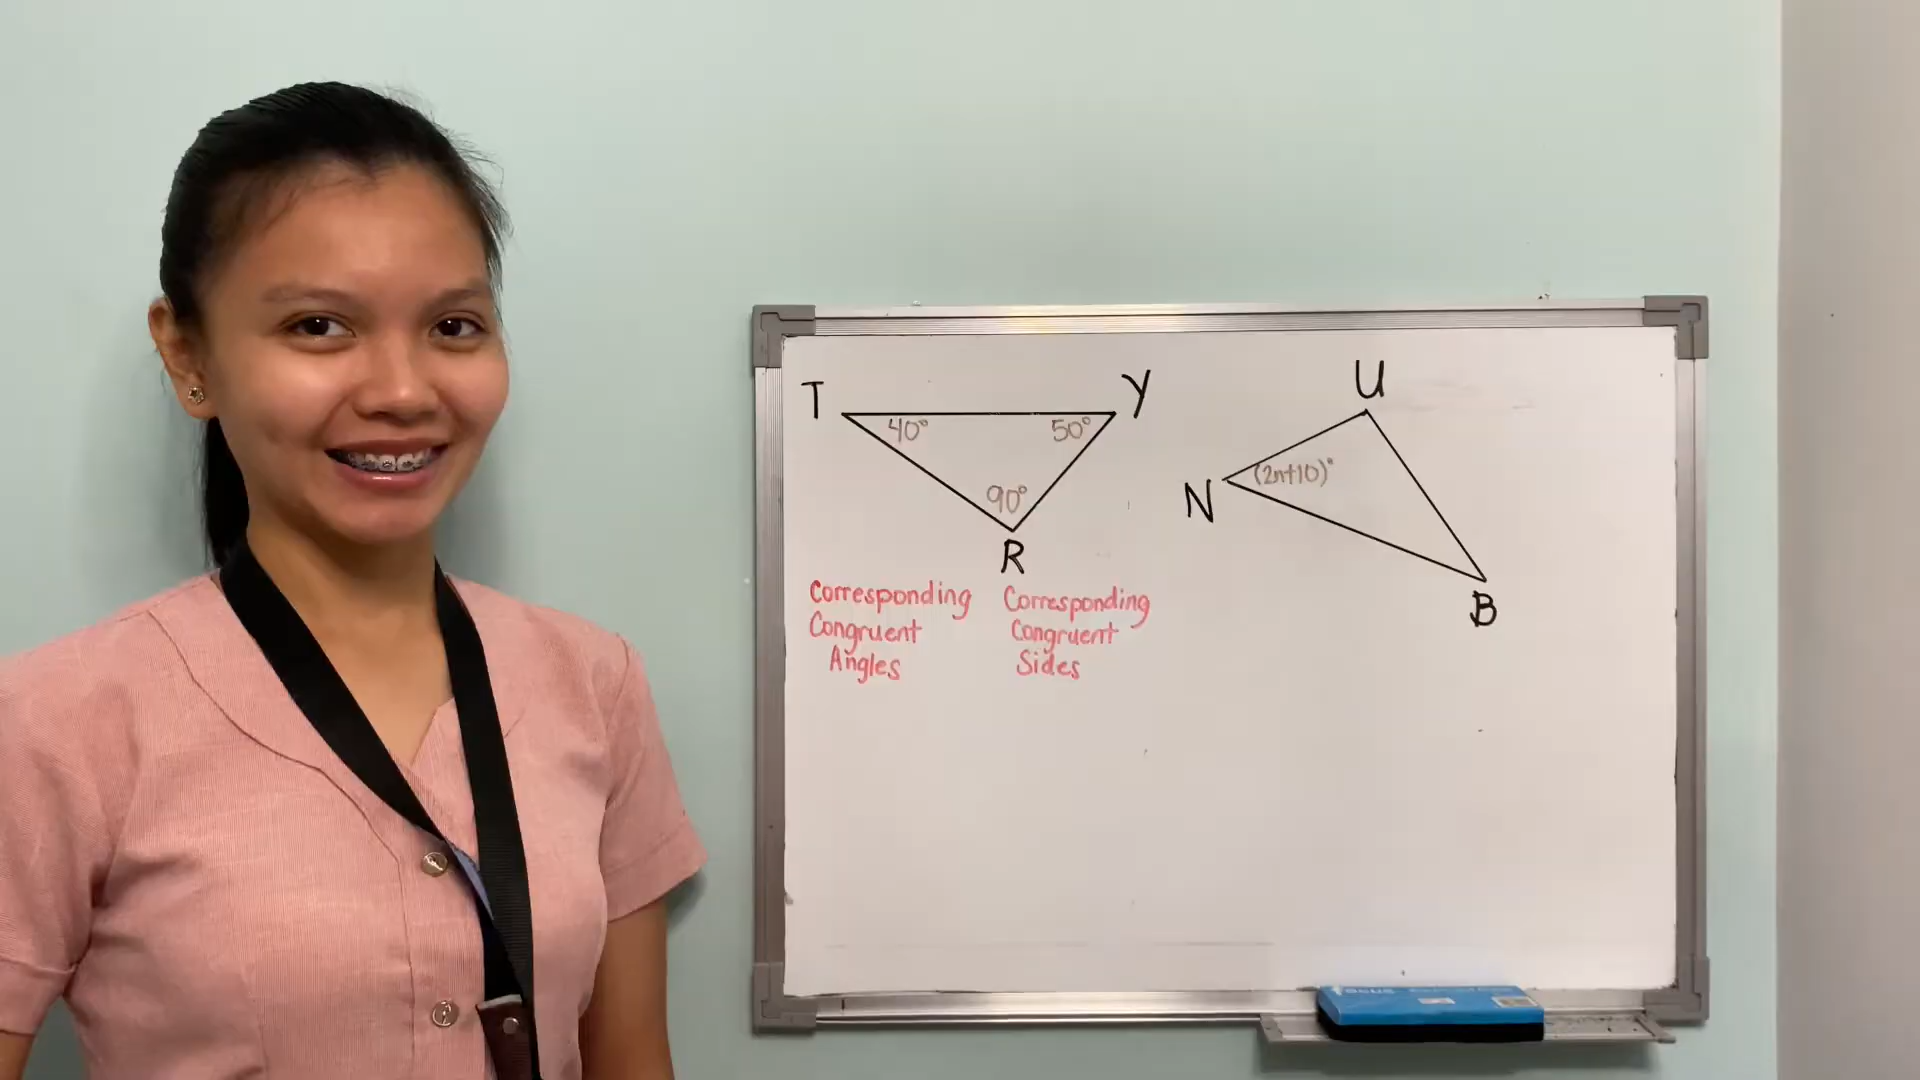 T
Y
U
40°
50°
(2n+10)°
N
90°
R
B
Corresponding
Congruent
Angles
Corresponding
Congruent
Sides